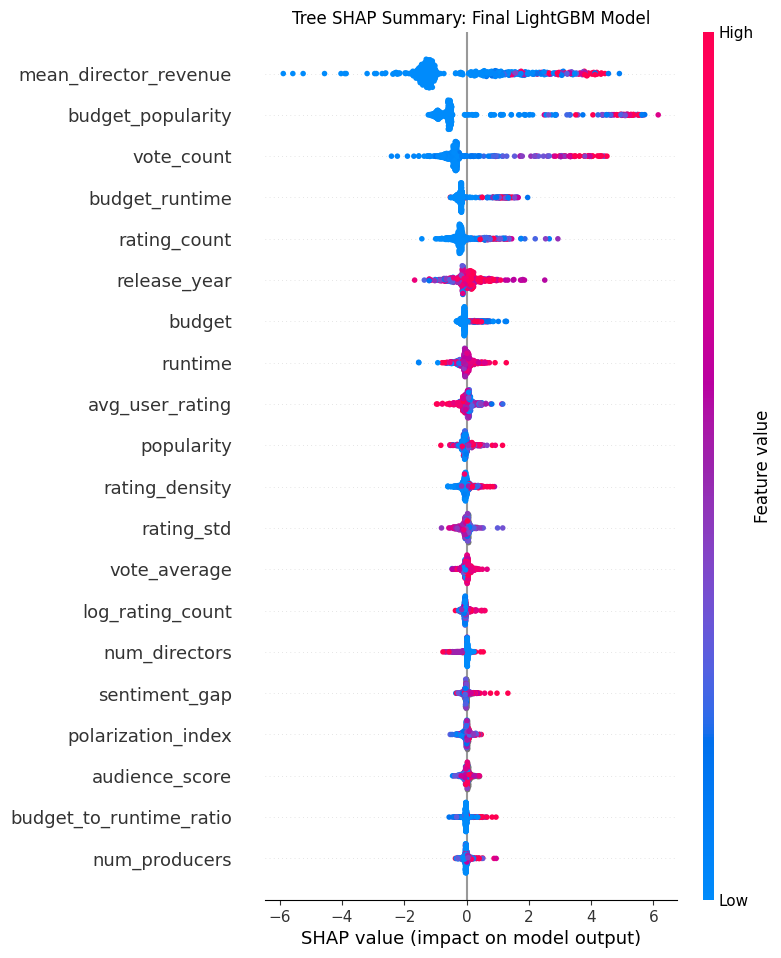 Tree SHAP Summary: Final LightGBM Model
High
mean_director_revenue
budget_popularity
vote_count
budget_runtime
rating_count
release_year
budget
runtime
avg_user_rating
popularity
rating_density
rating_std
vote_average
log_rating_count
num_directors
sentiment_gap
polarization_index
audience_score
budget_to_runtime_ratio
num_producers
Feature value
Low
−6 −4 −2 0 2 4 6
SHAP value (impact on model output)